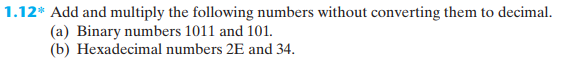 1.12* Add and multiply the following numbers without converting them to decimal.
(a) Binary numbers 1011 and 101.
(b) Hexadecimal numbers 2E and 34.